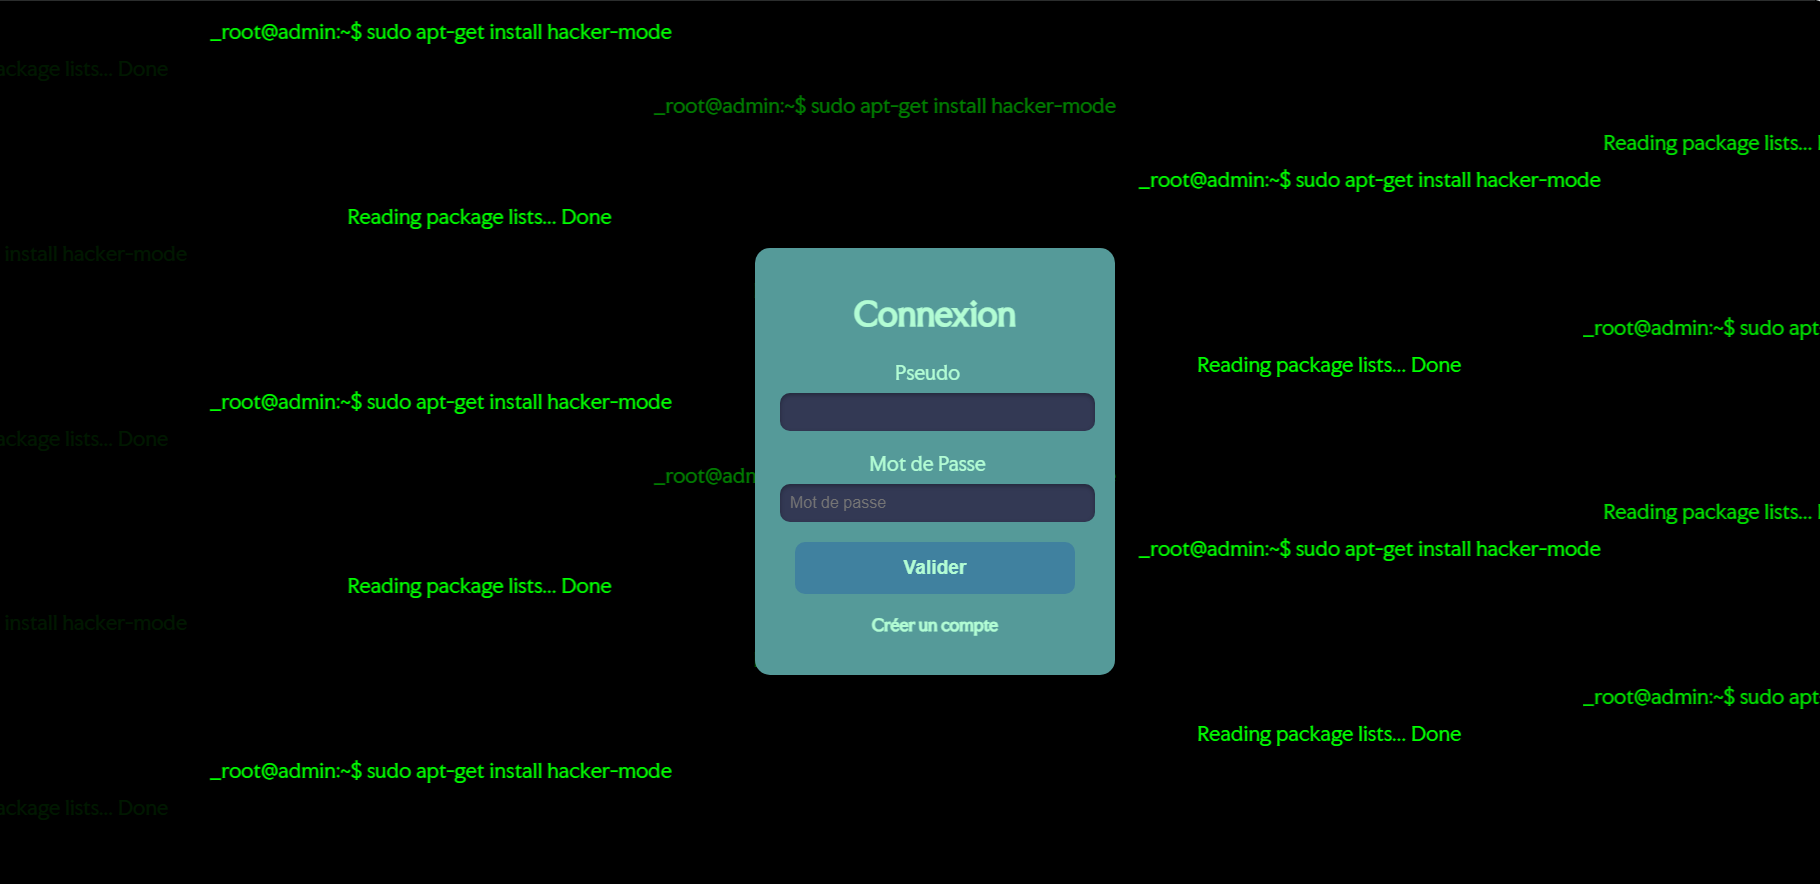 _root@admin:~$ sudo apt-get install hacker-mode
ackage lists... Done
_root@admin:~$ sudo apt-get install hacker-mode
Reading package lists...
_root@admin:~$ sudo apt-get install hacker-mode
Reading package lists... Done
install hacker-mode
Connexion
_root@admin:~$ sudo apt
Reading package lists... Done
Pseudo
_root@admin:~$ sudo apt-get install hacker-mode
ackage lists... Done
Mot de Passe
_root@adm
Mot de passe
Reading package lists...
_root@admin:~$ sudo apt-get install hacker-mode
Valider
Reading package lists... Done
install hacker-mode
Créer un compte
_root@admin:~$ sudo apt
Reading package lists... Done
_root@admin:~$ sudo apt-get install hacker-mode
ackage lists... Done